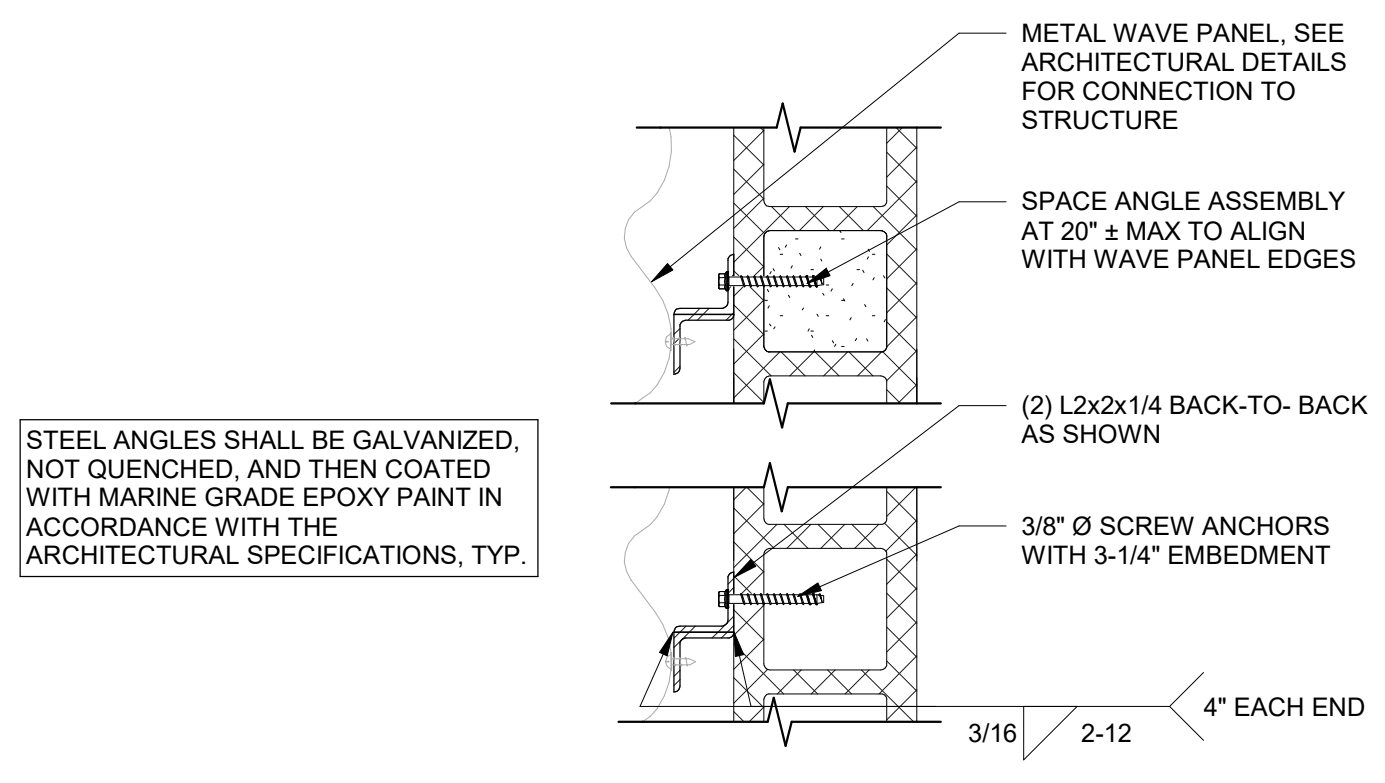 METAL WAVE PANEL, SEE
ARCHITECTURAL DETAILS
FOR CONNECTION TO
STRUCTURE
SPACE ANGLE ASSEMBLY
AT 20" ± MAX TO ALIGN
WITH WAVE PANEL EDGES
(2) L2x2x1/4 BACK-TO- BACK
AS SHOWN
STEEL ANGLES SHALL BE GALVANIZED,
NOT QUENCHED, AND THEN COATED
WITH MARINE GRADE EPOXY PAINT IN
ACCORDANCE WITH THE
ARCHITECTURAL SPECIFICATIONS, TYP.
3/8" Ø SCREW ANCHORS
WITH 3-1/4" EMBEDMENT
4" EACH END
3/16 2-12